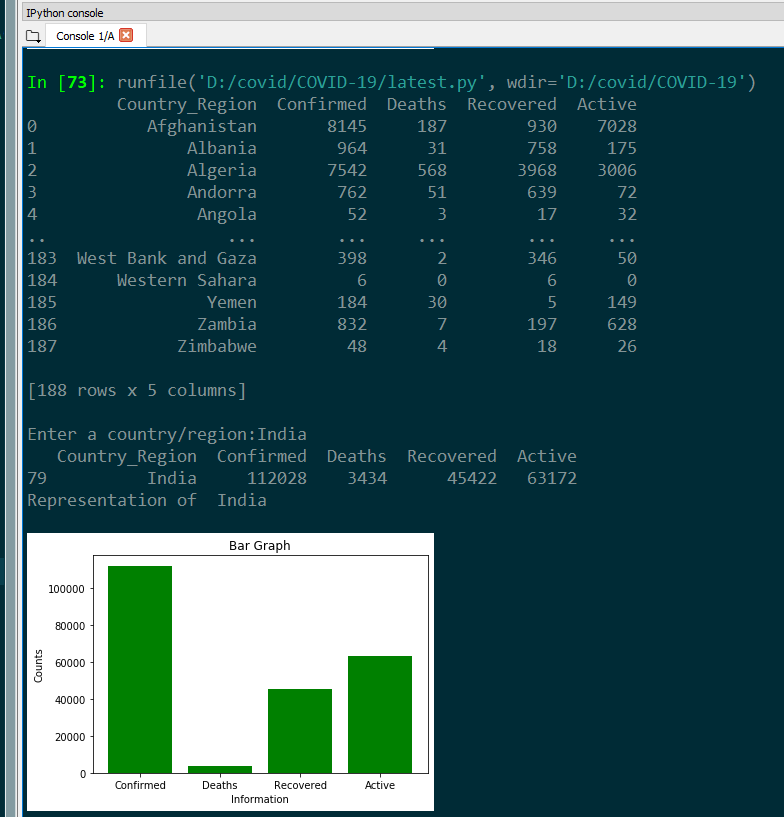 IPython console
Console 1/A
In [73]: runfile('D:/covid/COVID-19/latest.py', wdir='D:/covid/COVID-19')
Country_Region Confirmed Deaths Recovered Active
0 Afghanistan 8145 187 930 7028
1 Albania 964 31 758 175
2 Algeria 7542 568 3968 3006
3 Andorra 762 51 639 72
4 Angola 52 3 17 32
.. ... ... ... ... ...
183 West Bank and Gaza 398 2 346 50
184 Western Sahara 6 0 6 0
185 Yemen 184 30 5 149
186 Zambia 832 7 197 628
187 Zimbabwe 48 4 18 26
[188 rows x 5 columns]
Enter a country/region:India
Country_Region Confirmed Deaths Recovered Active
79 India 112028 3434 45422 63172
Representation of  India
Bar Graph
100000
80000
60000
40000
20000
0
Counts
Confirmed Deaths Recovered Active
Information